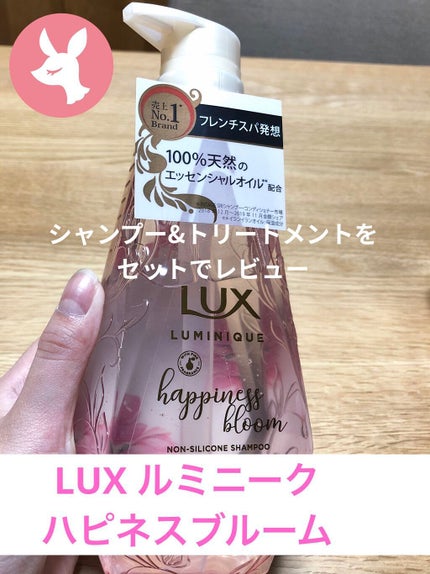 売上
No.1
Brand
フレンチスパ発想
100%天然の
エッセンシャルオイル**配合
シャンプー&トリートメントを
セットでレビュー
LUX
LUMINIQUE
happiness
bloom
NON-SILICONE SHAMPOO
LUX ルミニーク
ハピネスブルーム